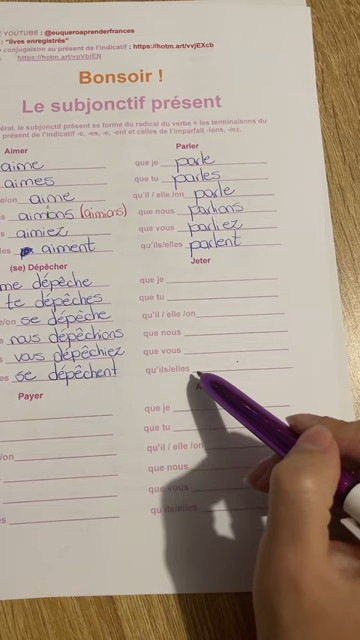 YOUTUBE : @euqueroaprenderfrances
: "lives enregistrés"
conjugaison au présent de l'indicatif : https://hotm.art/vvjEXcb
https://hotm.art/vpVbIEN
Bonsoir !
Le subjonctif présent
le subjonctif présent se forme du radical du verbe + les terminaisons du
présent de l'indicatif -e, -es, -e, -ent et celles de l'imparfait -ions, -iez.
Aimer
aime
aimes
aime
aimions (aimions)
aimiez
aiment
Parler
que je parle
que tu parles
qu'il / elle /on parle
que nous parlions
que vous parliez
qu'ils/elles parlent
(se) Dépêcher
me dépêche
te dépêches
se dépêche
nous dépêchions
vous dépêchiez
se dépêchent
Jeter
que je
que tu
qu'il / elle /on
que nous
que vous
qu'ils/elles
Payer
que je
que tu
qu'il / elle /on
que nous
que vous
qu'ils/elles